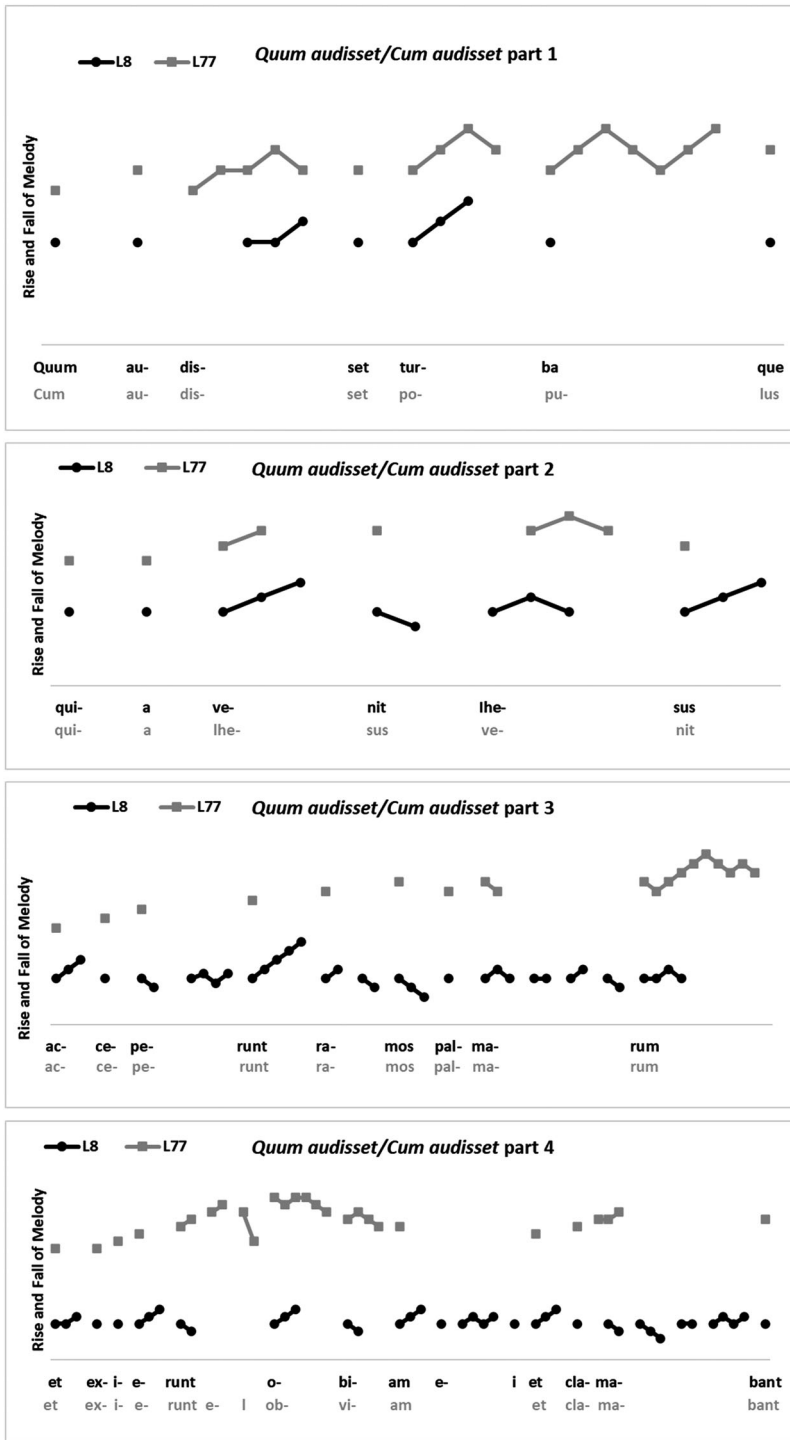 Quum audisset/Cum audisset part 1
L8 L77
Rise and Fall of Melody
Quum au- dis- set tur- ba que
Cum au- dis- set po- pu- lus
Quum audisset/Cum audisset part 2
L8 L77
Rise and Fall of Melody
qui- a ve- nit Ihe- sus
qui- a Ihe- sus ve- nit
Quum audisset/Cum audisset part 3
L8 L77
Rise and Fall of Melody
ac- ce- pe- runt ra- mos pal- ma- rum
ac- ce- pe- runt ra- mos pal- ma- rum
Quum audisset/Cum audisset part 4
L8 L77
Rise and Fall of Melody
et ex- i- e- runt o- bi- am e- i et cla- ma- bant
et ex- i- e- runt e- I ob- vi- am et cla- ma- bant